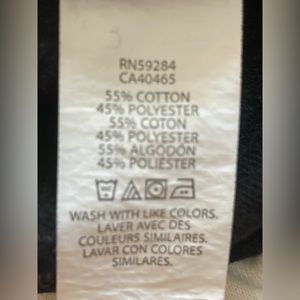 RN59284
CA40465
55% COTTON
45% POLYESTER
55% COTON
45% POLYESTER
55% ALGODÓN
45% POLIÉSTER
WASH WITH LIKE COLORS.
LAVER AVEC DES
COULEURS SIMILAIRES.
LAVAR CON COLORES
SIMILARES.